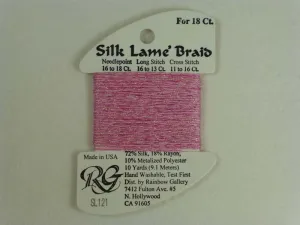 For 18 Ct.
Silk Lamé Braid
Needlepoint Long Stitch Cross Stitch
16 to 18 Ct. 16 to 13 Ct. 11 to 16 Ct.
Made in USA
RG
SL121
72% Silk, 18% Rayon,
10% Metalized Polyester
10 Yards (9.1 Meters)
Hand Washable, Test First
Dist. by Rainbow Gallery
7412 Fulton Ave, #5
N. Hollywood
CA 91605